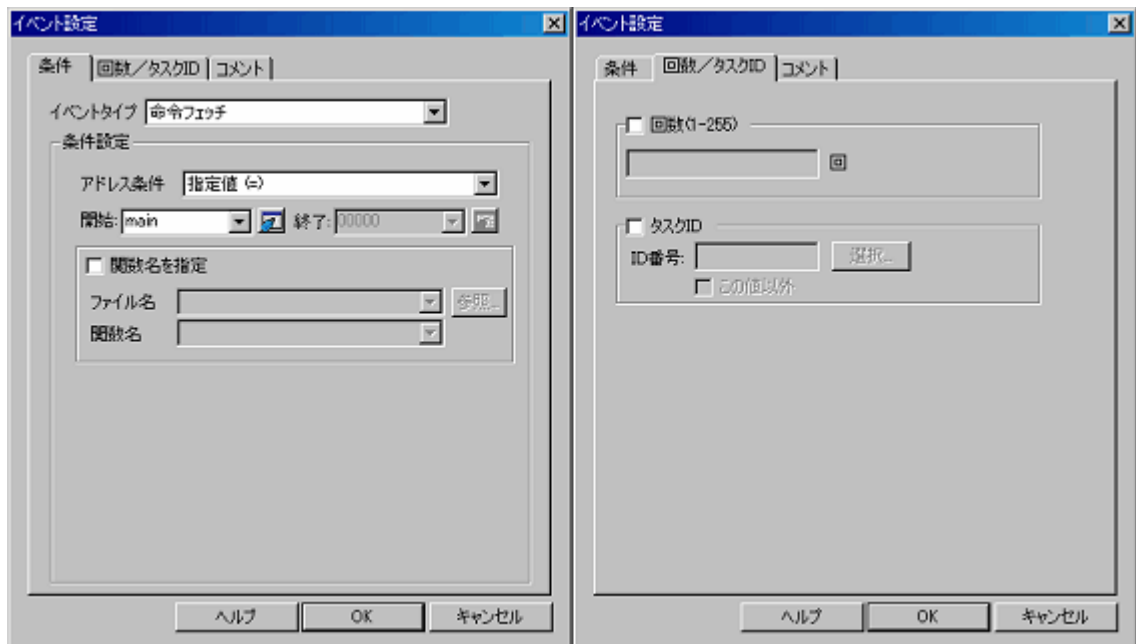 イベント設定
条件 回数／タスクID コメント
イベントタイプ 命令フェッチ
条件設定
アドレス条件 指定値 (=)
開始: main 終了: 00000
関数名を指定
ファイル名 参照...
関数名
ヘルプ OK キャンセル
イベント設定
条件 回数／タスクID コメント
回数(1-255)
回
タスクID
ID番号: 選択...
この値以外
ヘルプ OK キャンセル